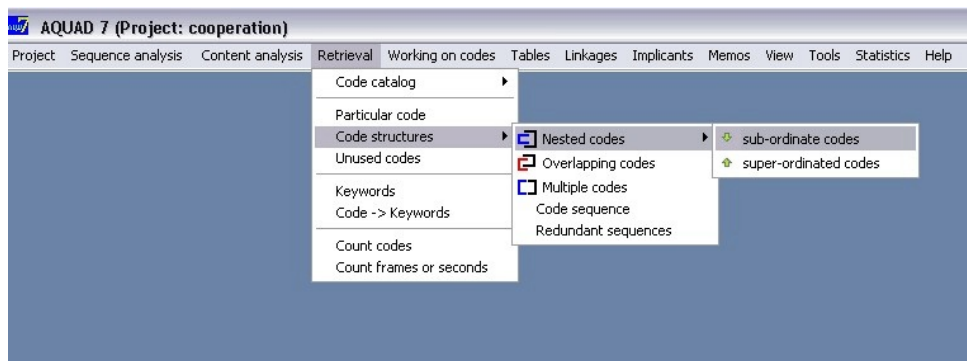 AQUAD 7 (Project: cooperation)
Project Sequence analysis Content analysis Retrieval Working on codes Tables Linkages Implicants Memos View Tools Statistics Help
Code catalog
Particular code
Code structures
Unused codes
Keywords
Code -> Keywords
Count codes
Count frames or seconds
Nested codes
Overlapping codes
Multiple codes
Code sequence
Redundant sequences
sub-ordinate codes
super-ordinated codes